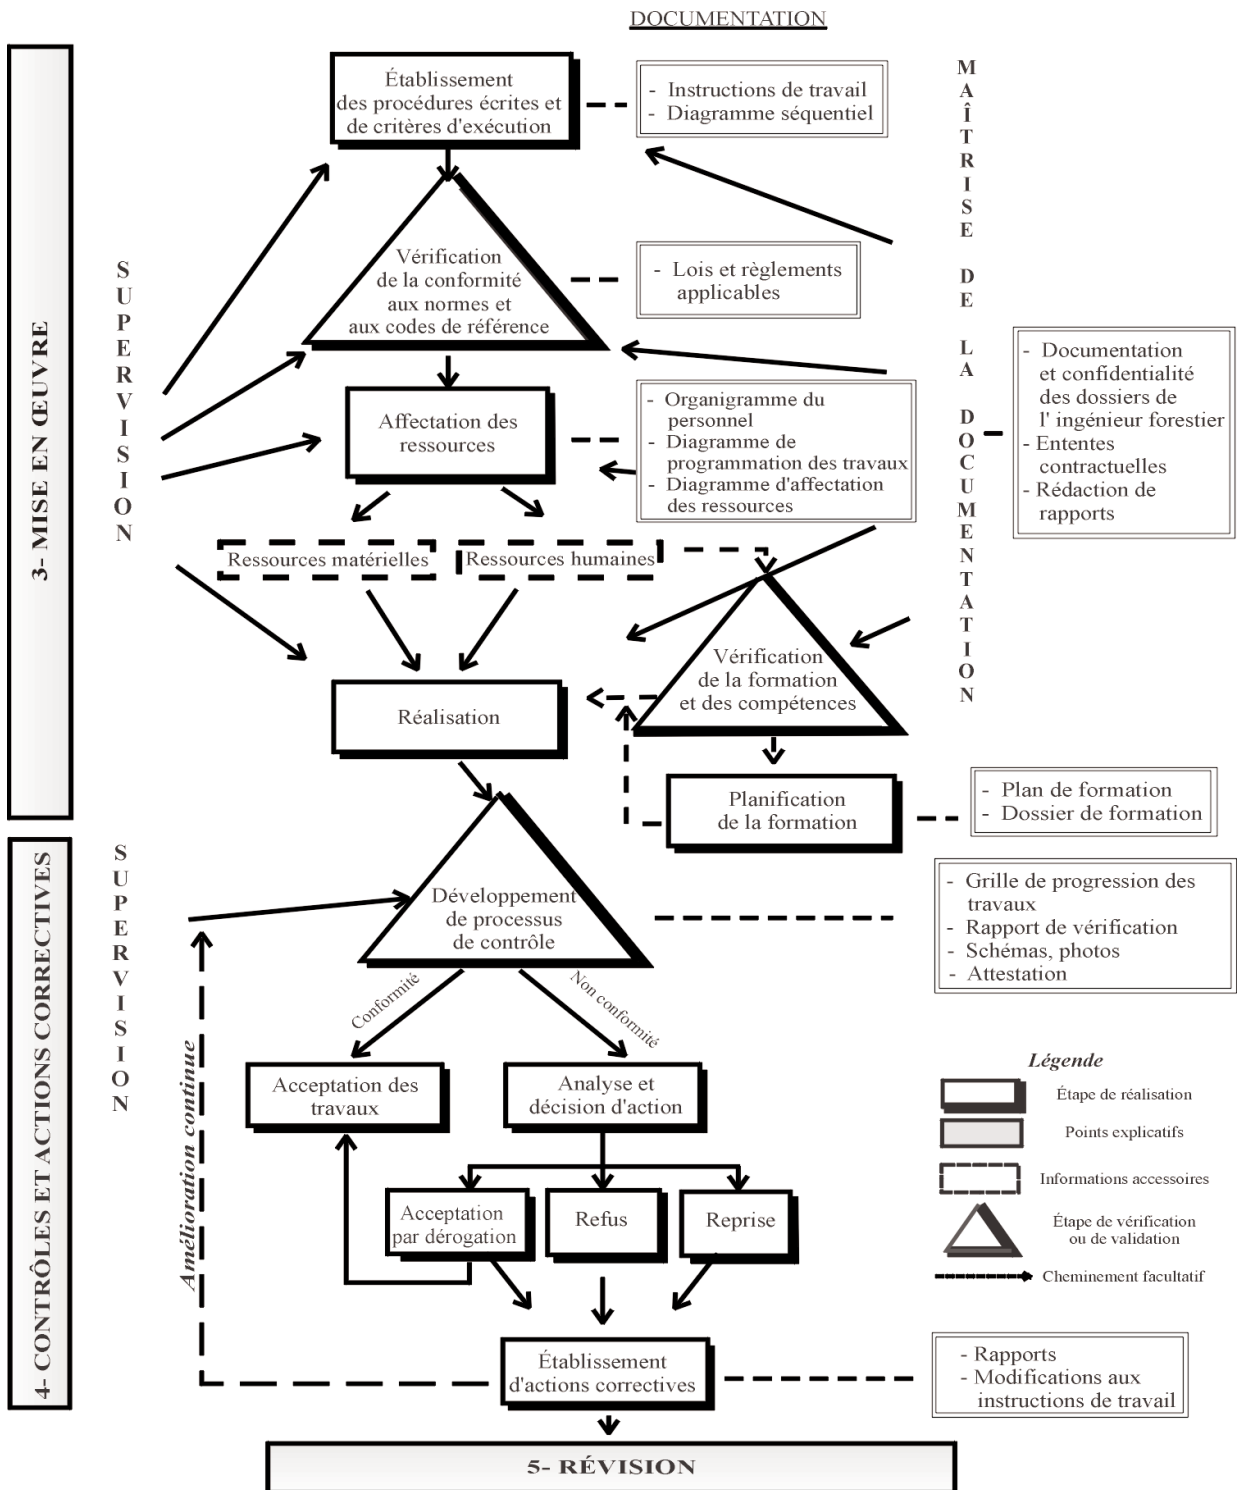 DOCUMENTATION
3- MISE EN ŒUVRE
SUPERVISION
Établissement
des procédures écrites et
de critères d'exécution
- Instructions de travail
- Diagramme séquentiel
MAÎTRISE DE LA DOCUMENTATION
Vérification
de la conformité
aux normes et
aux codes de référence
- Lois et règlements
applicables
- Documentation
et confidentialité
des dossiers de
l' ingénieur forestier
- Ententes
contractuelles
- Rédaction de
rapports
Affectation des
ressources
- Organigramme du
personnel
- Diagramme de
programmation des travaux
- Diagramme d'affectation
des ressources
Ressources matérielles
Ressources humaines
Vérification
de la formation
et des compétences
Réalisation
Planification
de la formation
- Plan de formation
- Dossier de formation
4- CONTRÔLES ET ACTIONS CORRECTIVES
SUPERVISION
Développement
de processus
de contrôle
- Grille de progression des
travaux
- Rapport de vérification
- Schémas, photos
- Attestation
Conformité
Non conformité
Amélioration continue
Acceptation des
travaux
Analyse et
décision d'action
Acceptation
par dérogation
Refus
Reprise
Légende
Étape de réalisation
Points explicatifs
Informations accessoires
Étape de vérification
ou de validation
Cheminement facultatif
Établissement
d'actions correctives
- Rapports
- Modifications aux
instructions de travail
5- RÉVISION